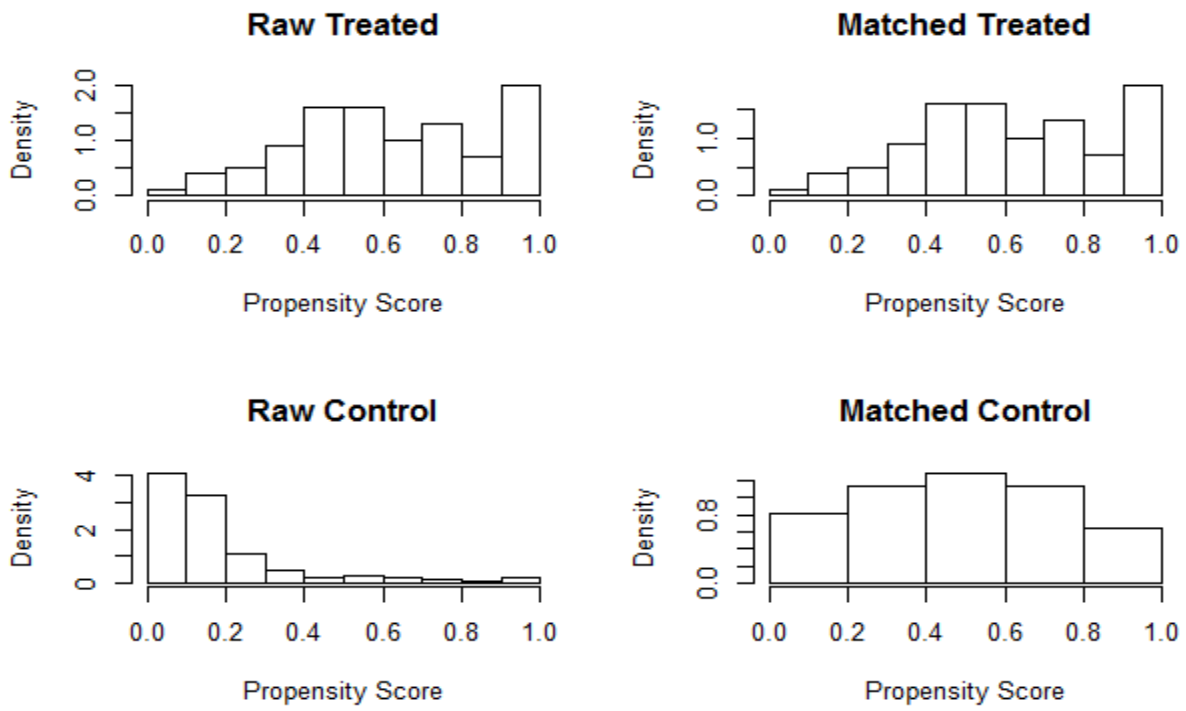 Raw Treated
Density
0.0 1.0 2.0
0.0 0.2 0.4 0.6 0.8 1.0
Propensity Score
Matched Treated
Density
0.0 1.0
0.0 0.2 0.4 0.6 0.8 1.0
Propensity Score
Raw Control
Density
0 2 4
0.0 0.2 0.4 0.6 0.8 1.0
Propensity Score
Matched Control
Density
0.0 0.8
0.0 0.2 0.4 0.6 0.8 1.0
Propensity Score